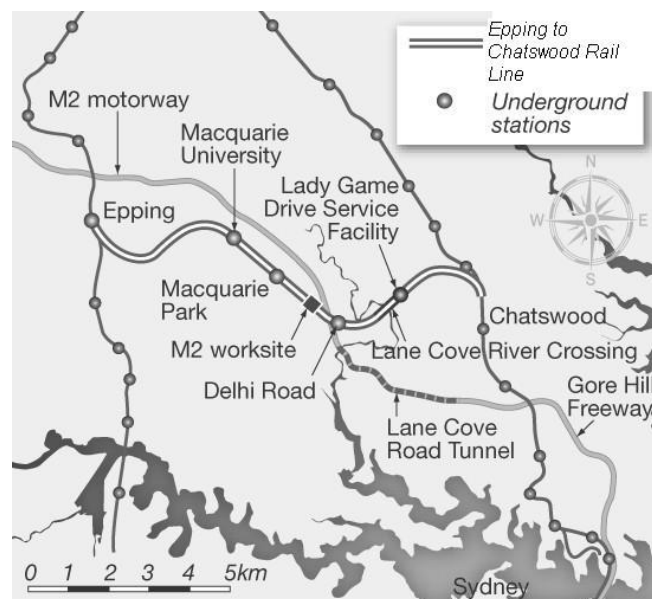 Epping to
Chatswood Rail
Line
Underground
stations
M2 motorway
Macquarie
University
Lady Game
Drive Service
Facility
N
W
E
S
Epping
Macquarie
Park
Chatswood
M2 worksite
Lane Cove River Crossing
Delhi Road
Gore Hill
Freeway
Lane Cove
Road Tunnel
0 1 2 3 4 5km
Sydney